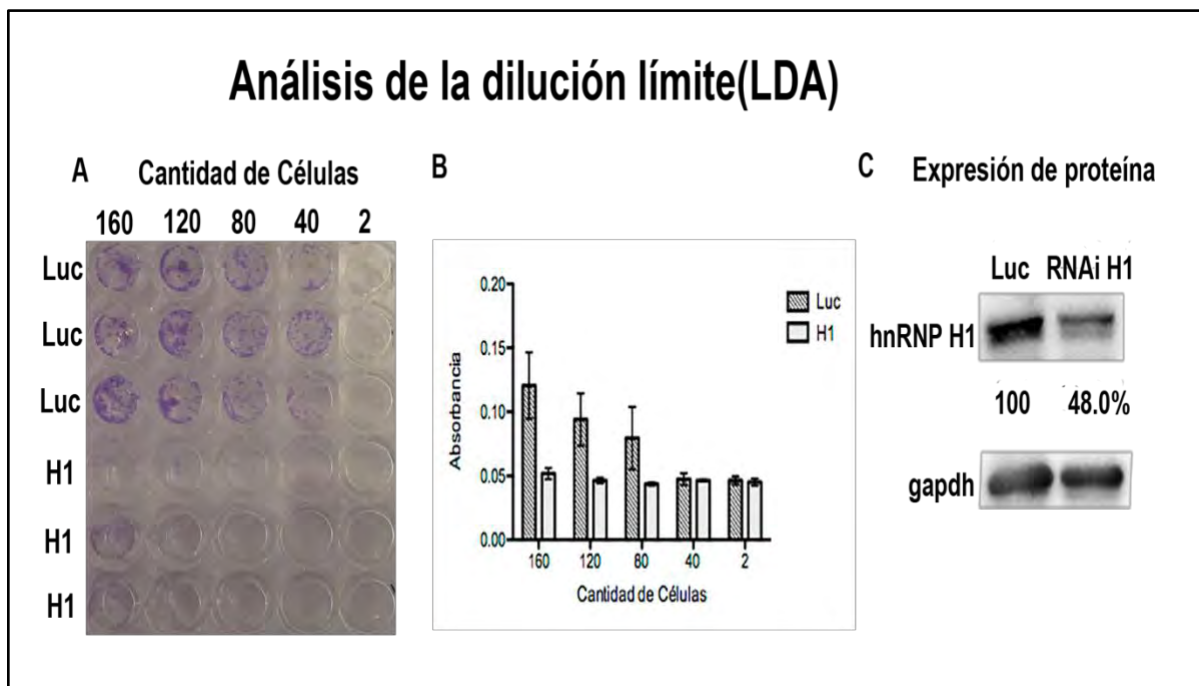 Análisis de la dilución límite(LDA)
A Cantidad de Células
160 120 80 40 2
Luc
Luc
Luc
H1
H1
H1
B
0.20
0.15
0.10
0.05
0.00
Absorbancia
160 120 80 40 2
Cantidad de Células
Luc
H1
C Expresión de proteína
Luc RNAi H1
hnRNP H1
100 48.0%
gapdh